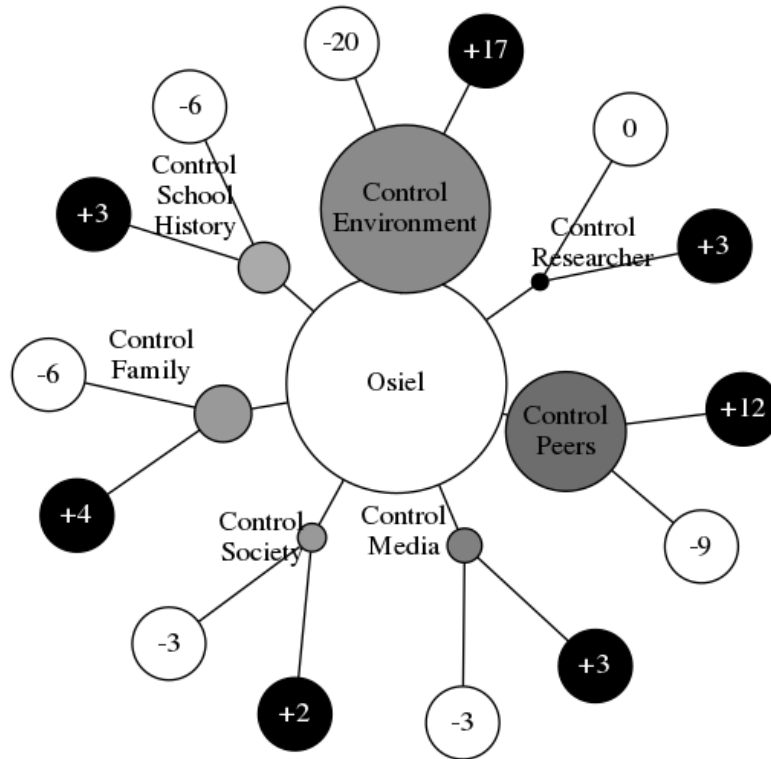 -20
+17
-6
0
Control
School
History
+3
Control
Environment
Control
Researcher
+3
Control
Family
-6
Osiel
Control
Peers
+12
+4
Control
Society
Control
Media
-9
-3
+3
+2
-3